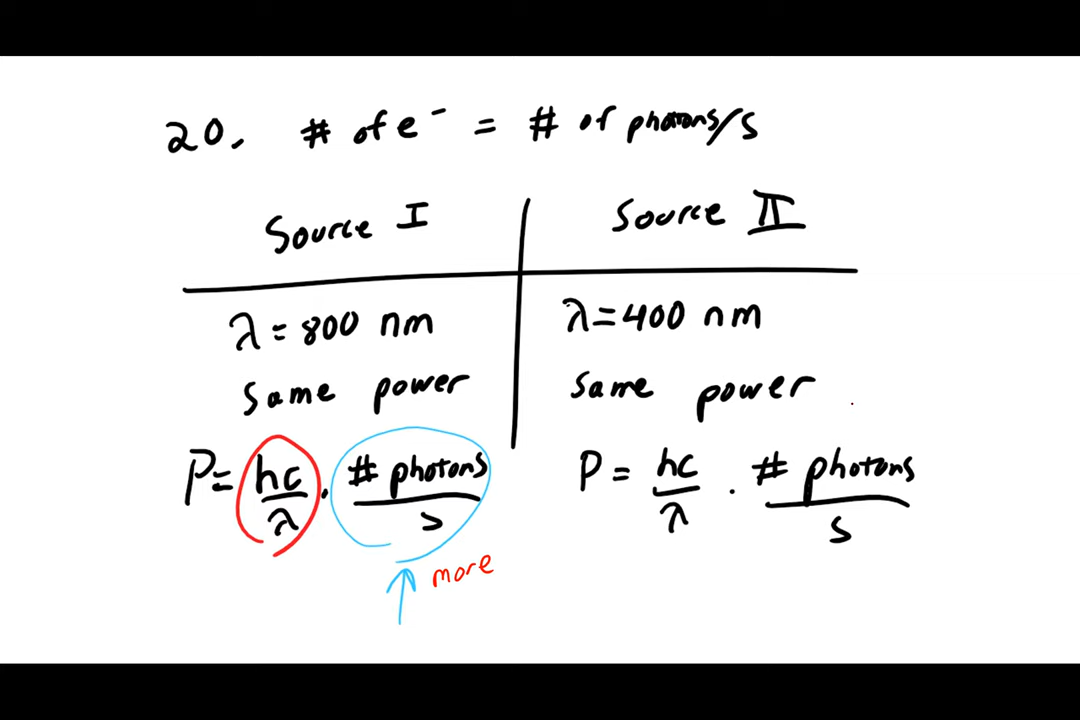 20. # of e⁻ = # of photons/s
Source I
Source II
λ = 800 nm
λ = 400 nm
same power
same power
P = hc/λ · # photons/s
P = hc/λ · # photons/s
more